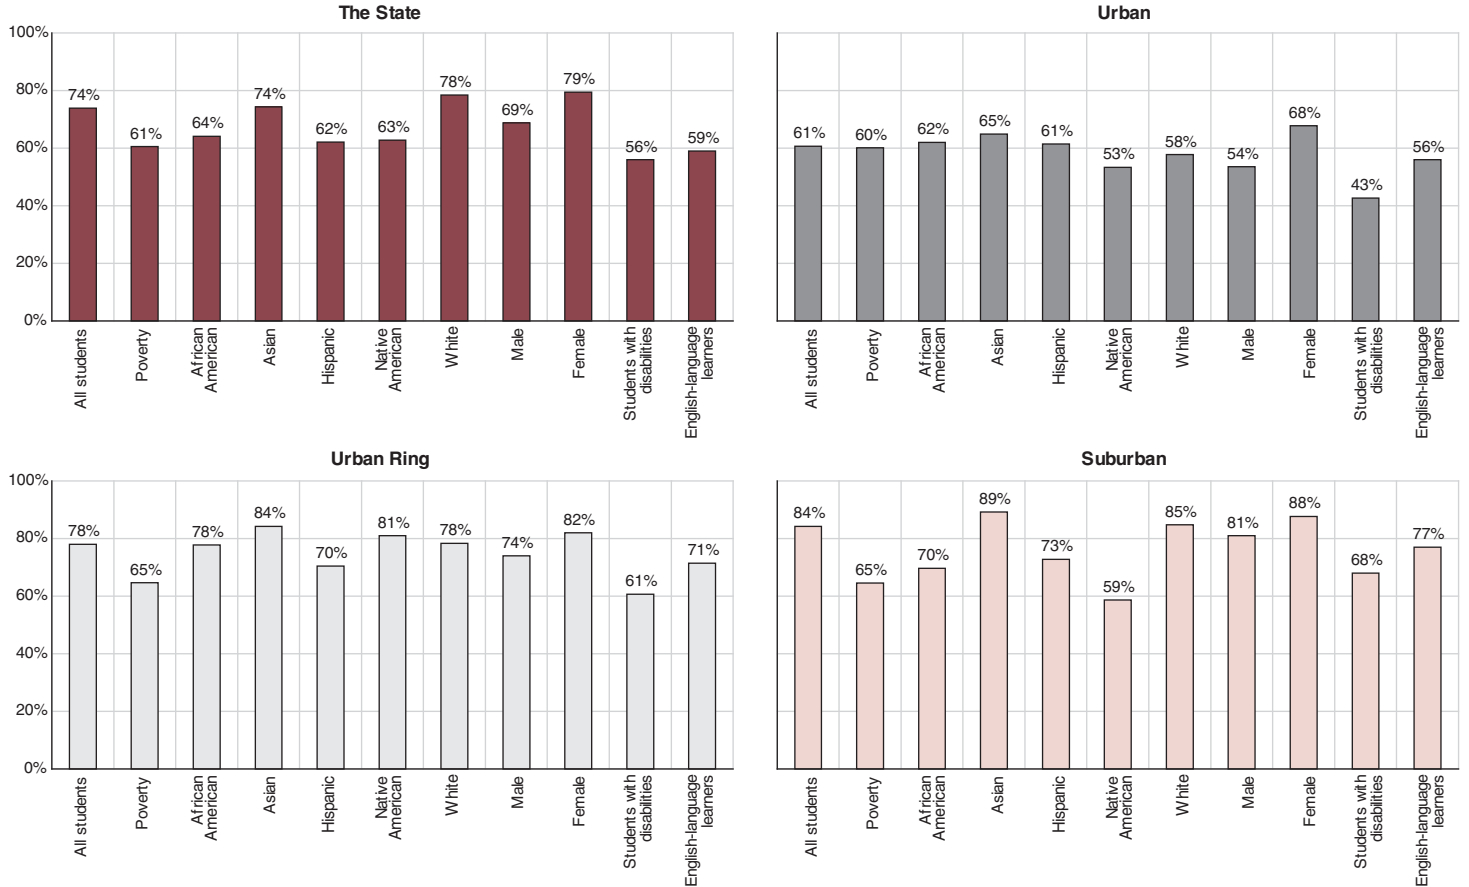 The State
100%
80%
60%
40%
20%
0%
74%
61%
64%
74%
62%
63%
78%
69%
79%
56%
59%
All students
Poverty
African
American
Asian
Hispanic
Native
American
White
Male
Female
Students with
disabilities
English-language
learners
Urban
61%
60%
62%
65%
61%
53%
58%
54%
68%
43%
56%
All students
Poverty
African
American
Asian
Hispanic
Native
American
White
Male
Female
Students with
disabilities
English-language
learners
Urban Ring
100%
80%
60%
40%
20%
0%
78%
65%
78%
84%
70%
81%
78%
74%
82%
61%
71%
All students
Poverty
African
American
Asian
Hispanic
Native
American
White
Male
Female
Students with
disabilities
English-language
learners
Suburban
84%
65%
70%
89%
73%
59%
85%
81%
88%
68%
77%
All students
Poverty
African
American
Asian
Hispanic
Native
American
White
Male
Female
Students with
disabilities
English-language
learners